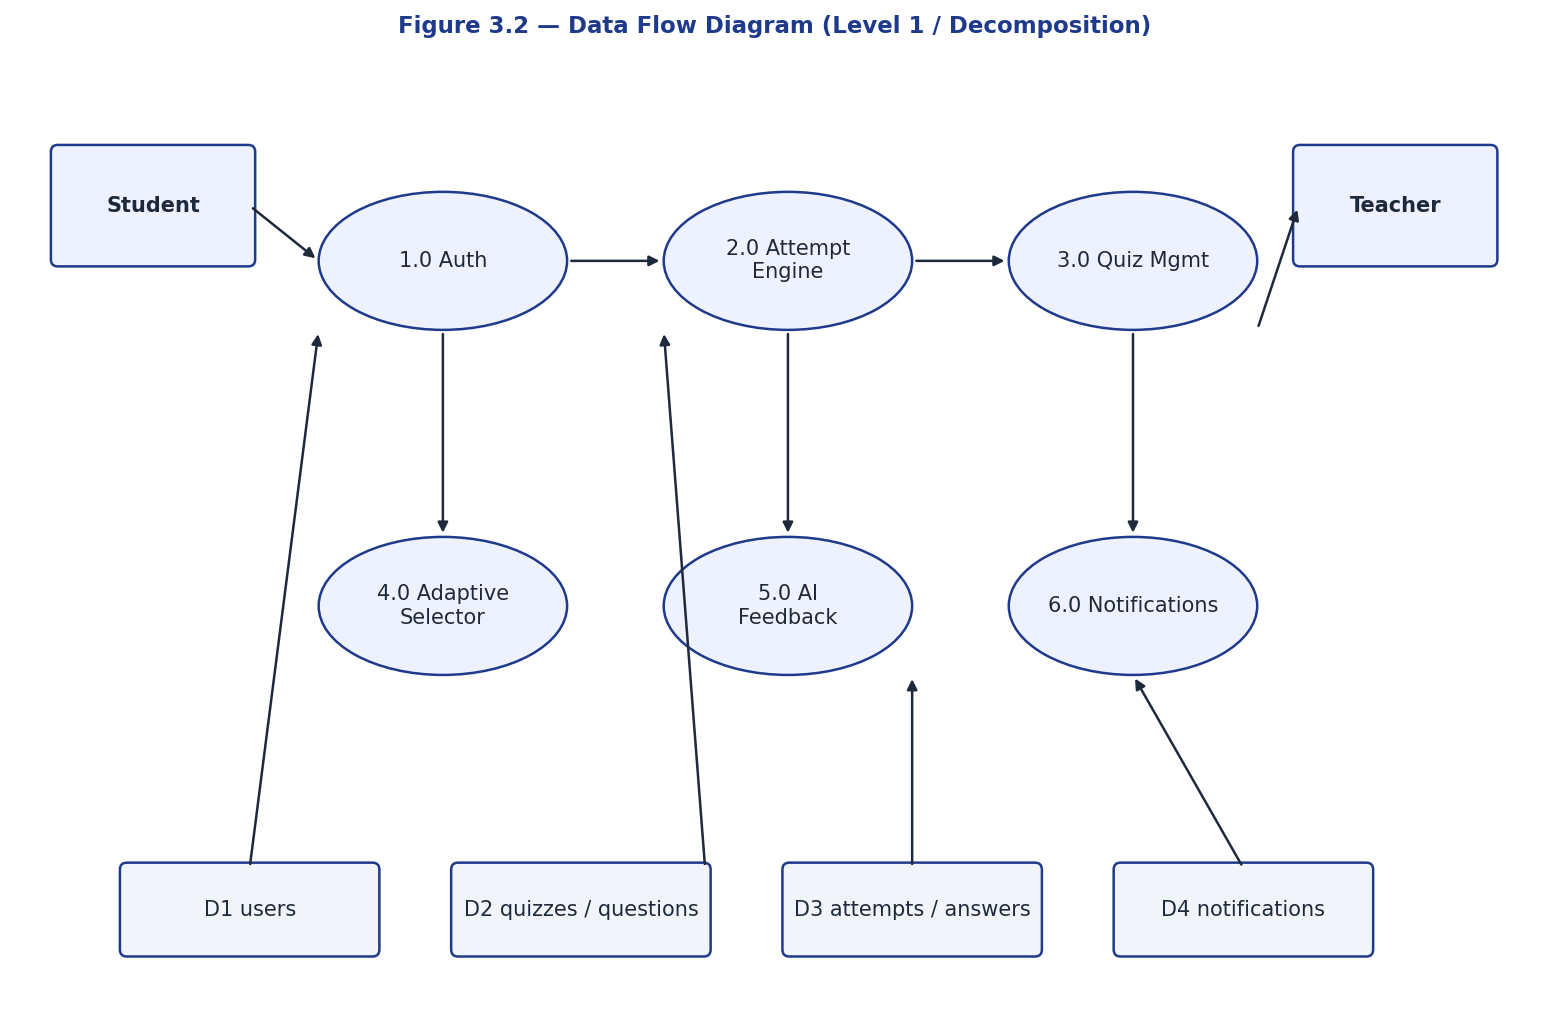 Figure 3.2 — Data Flow Diagram (Level 1 / Decomposition)
Student
Teacher
1.0 Auth
2.0 Attempt
Engine
3.0 Quiz Mgmt
4.0 Adaptive
Selector
5.0 AI
Feedback
6.0 Notifications
D1 users
D2 quizzes / questions
D3 attempts / answers
D4 notifications